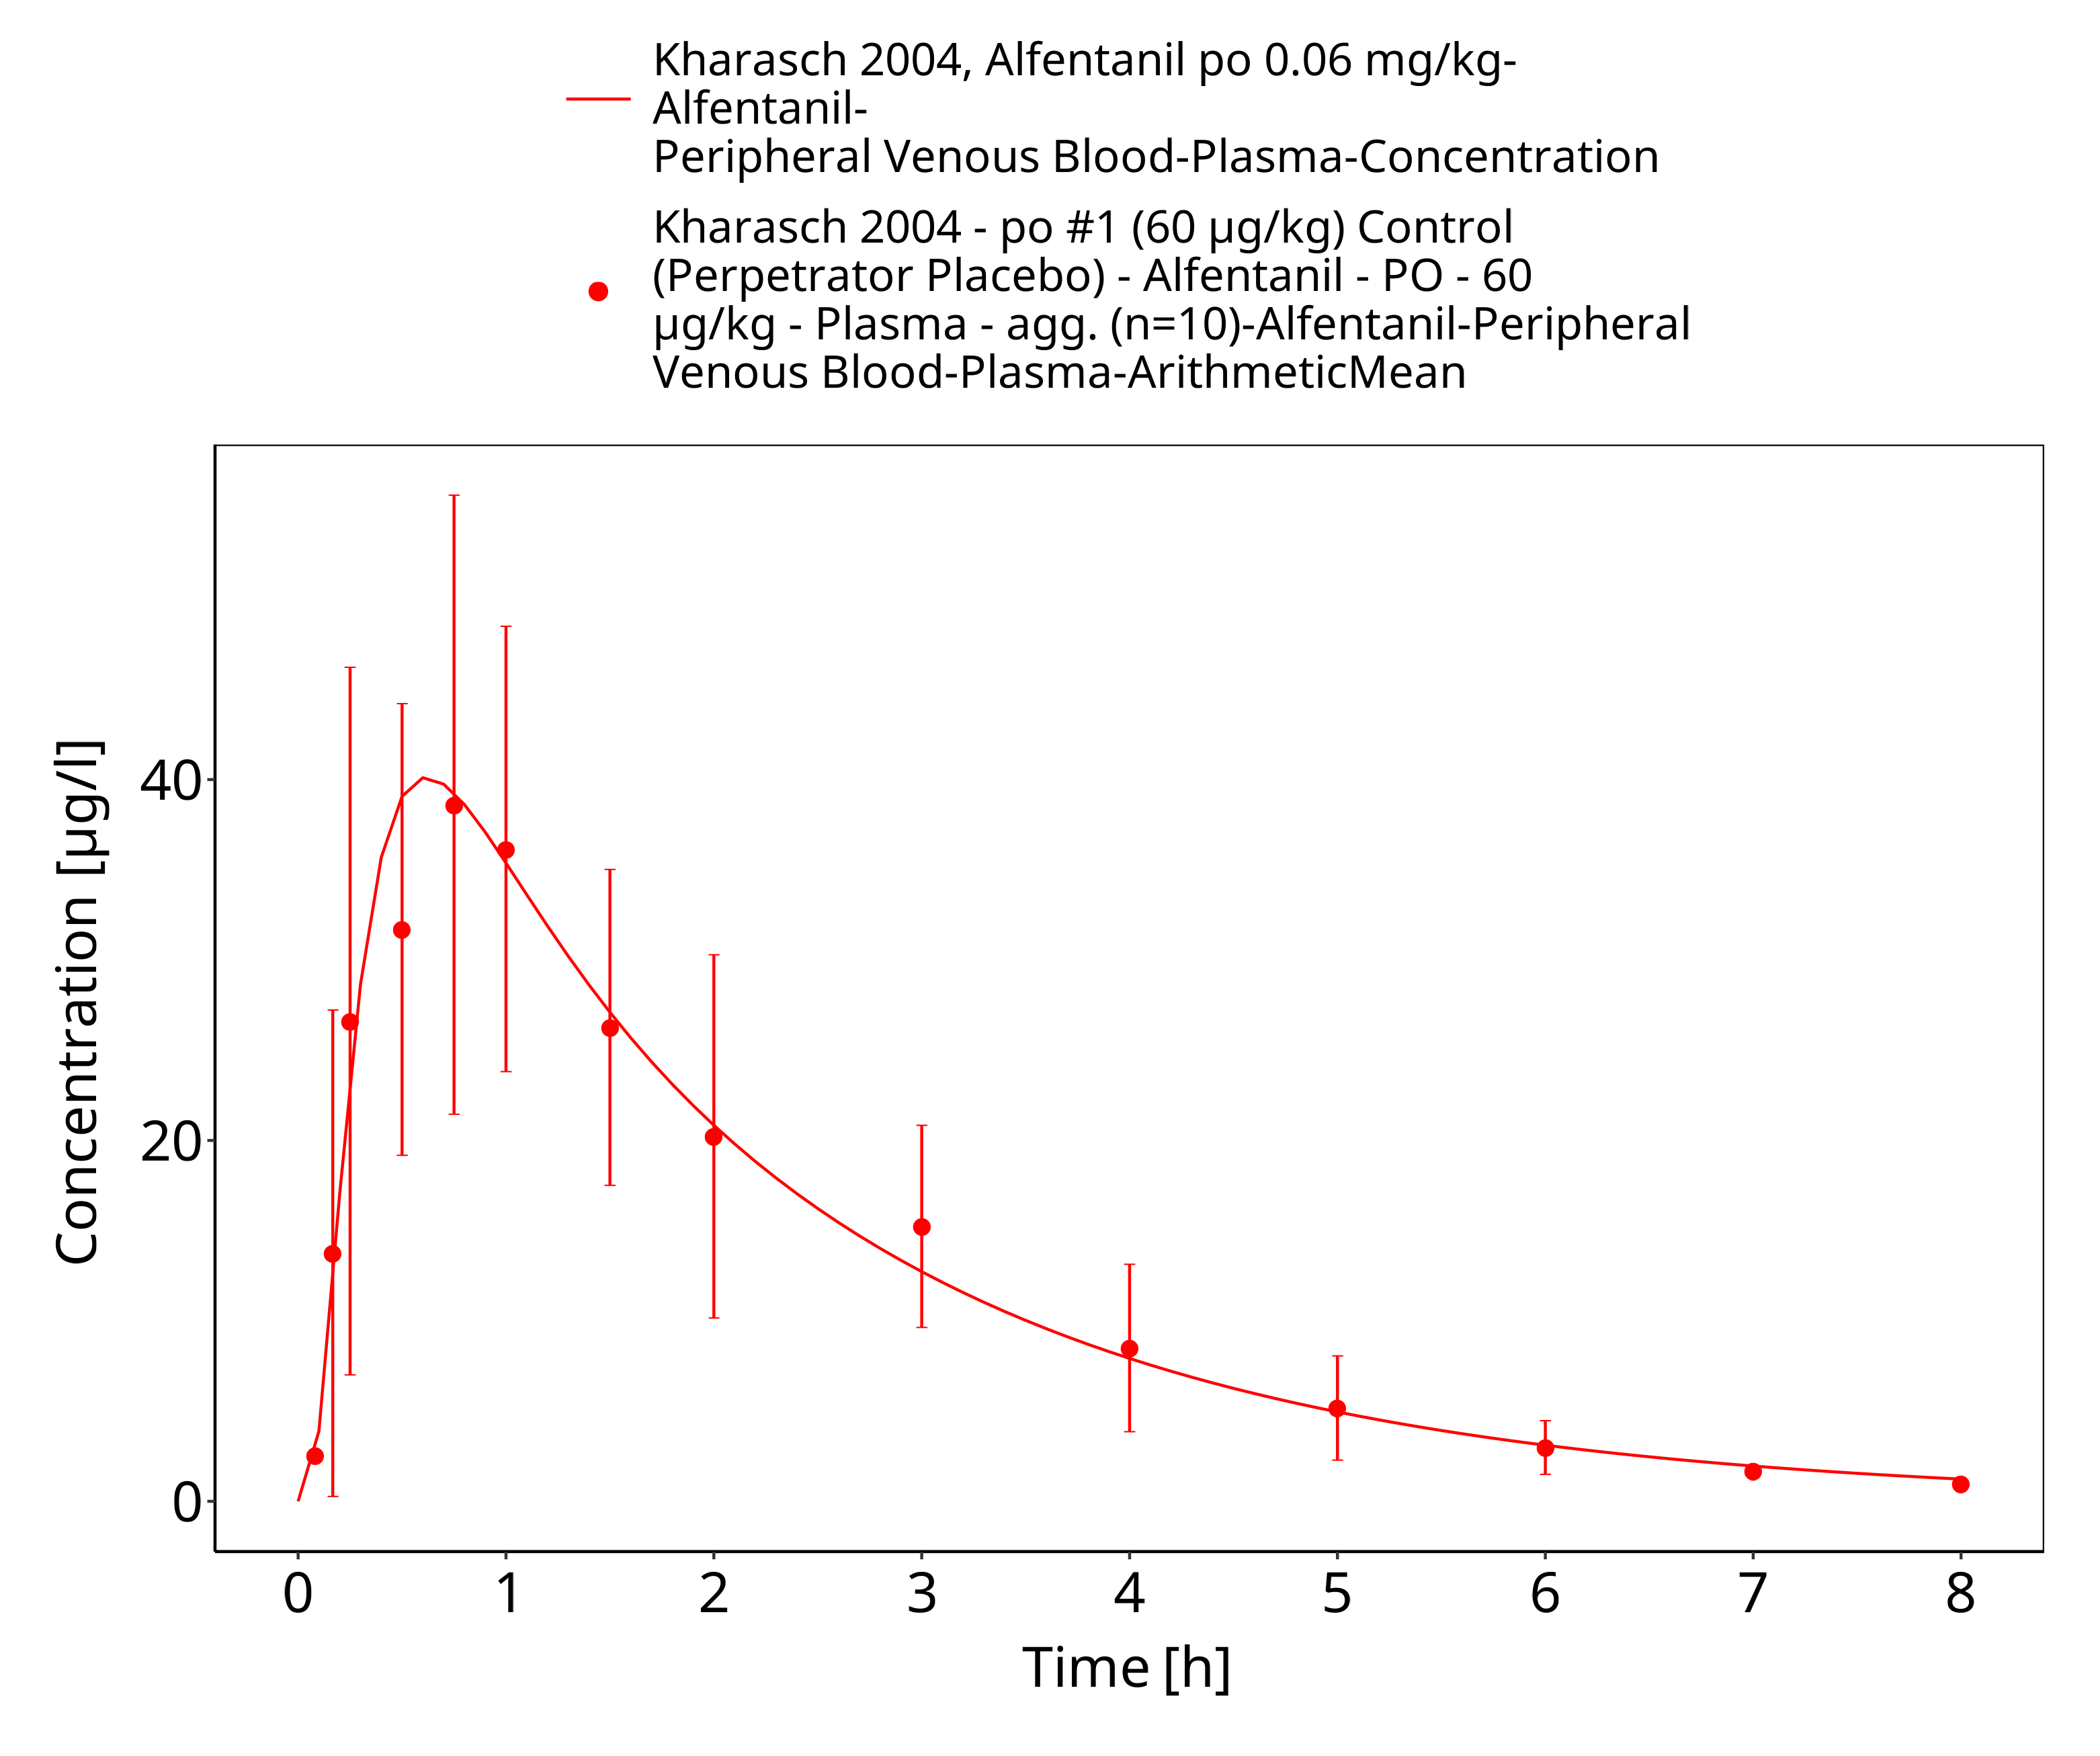 Kharasch 2004, Alfentanil po 0.06 mg/kg-
Alfentanil-
Peripheral Venous Blood-Plasma-Concentration
Kharasch 2004 - po #1 (60 µg/kg) Control
(Perpetrator Placebo) - Alfentanil - PO - 60
µg/kg - Plasma - agg. (n=10)-Alfentanil-Peripheral
Venous Blood-Plasma-ArithmeticMean
Concentration [µg/l]
40
20
0
0 1 2 3 4 5 6 7 8
Time [h]